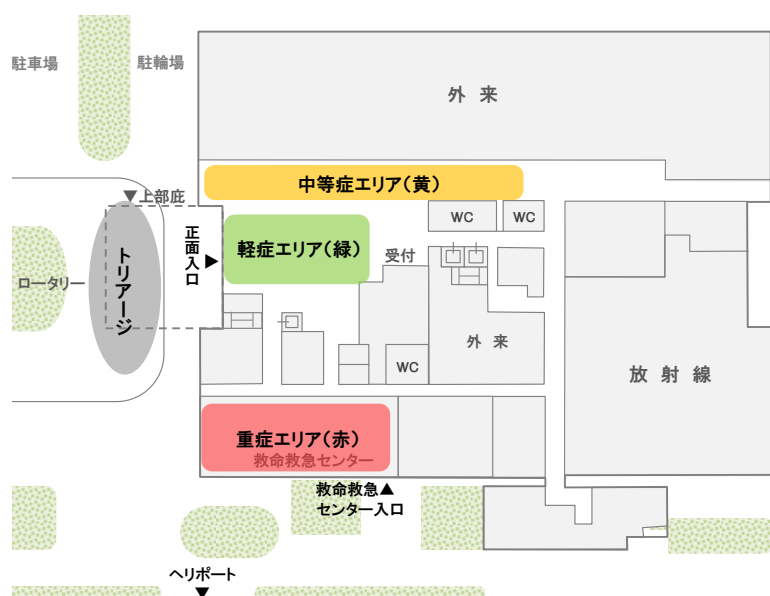 駐車場
駐輪場
外 来
中等症エリア（黄）
▼上部庇
WC
WC
正面入口▶
軽症エリア（緑）
受付
トリアージ
ロータリー
外 来
WC
放 射 線
重症エリア（赤）
救命救急センター
救命救急▲
センター入口
ヘリポート
▼